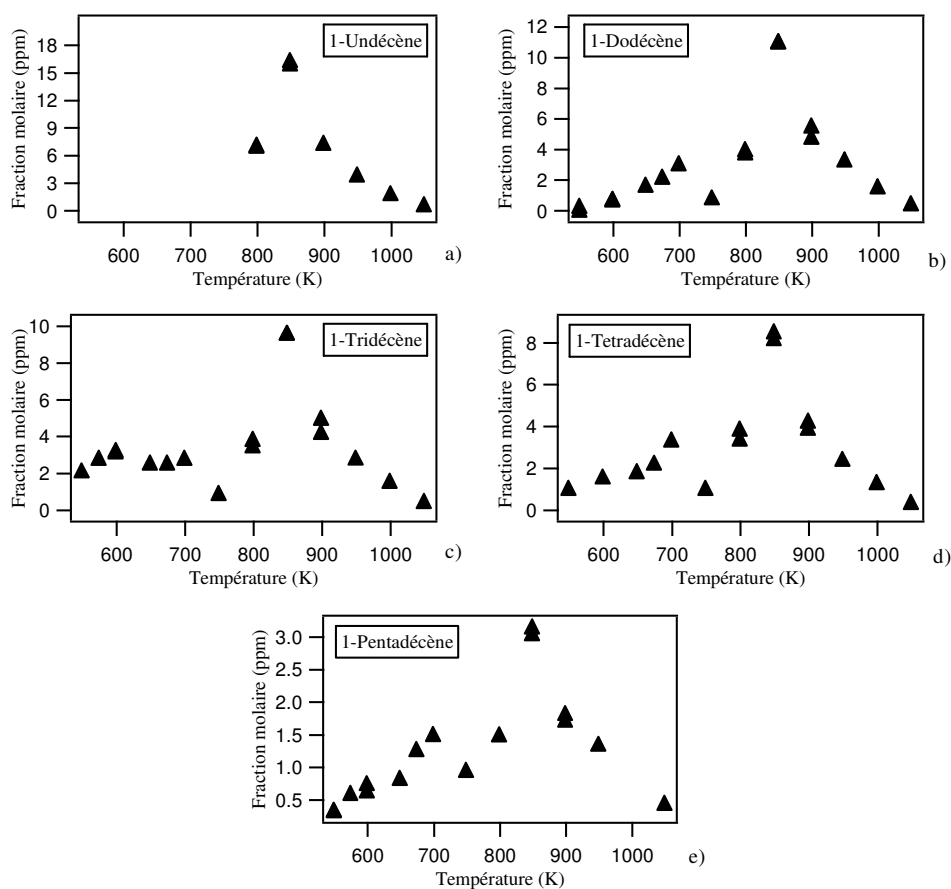 1-Undécène
Fraction molaire (ppm)
18
15
12
9
6
3
0
600 700 800 900 1000
Température (K)
a)
1-Dodécène
Fraction molaire (ppm)
12
10
8
6
4
2
0
600 700 800 900 1000
Température (K)
b)
1-Tridécène
Fraction molaire (ppm)
10
8
6
4
2
0
600 700 800 900 1000
Température (K)
c)
1-Tetradécène
Fraction molaire (ppm)
8
6
4
2
0
600 700 800 900 1000
Température (K)
d)
1-Pentadécène
Fraction molaire (ppm)
3.0
2.5
2.0
1.5
1.0
0.5
600 700 800 900 1000
Température (K)
e)